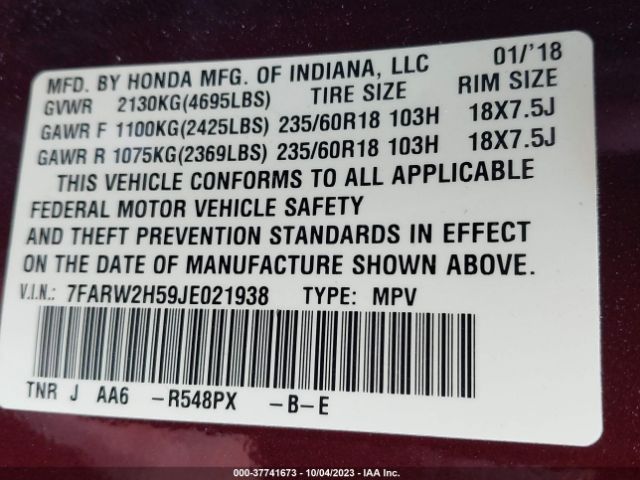 MFD. BY HONDA MFG. OF INDIANA, LLC 01/'18
GVWR 2130KG(4695LBS) TIRE SIZE RIM SIZE
GAWR F 1100KG(2425LBS) 235/60R18 103H 18X7.5J
GAWR R 1075KG(2369LBS) 235/60R18 103H 18X7.5J
THIS VEHICLE CONFORMS TO ALL APPLICABLE
FEDERAL MOTOR VEHICLE SAFETY
AND THEFT PREVENTION STANDARDS IN EFFECT
ON THE DATE OF MANUFACTURE SHOWN ABOVE.
V.I.N.: 7FARW2H59JE021938 TYPE: MPV
TNR J AA6 -R548PX -B-E
000-37741673 | 10/04/2023 | IAA Inc.